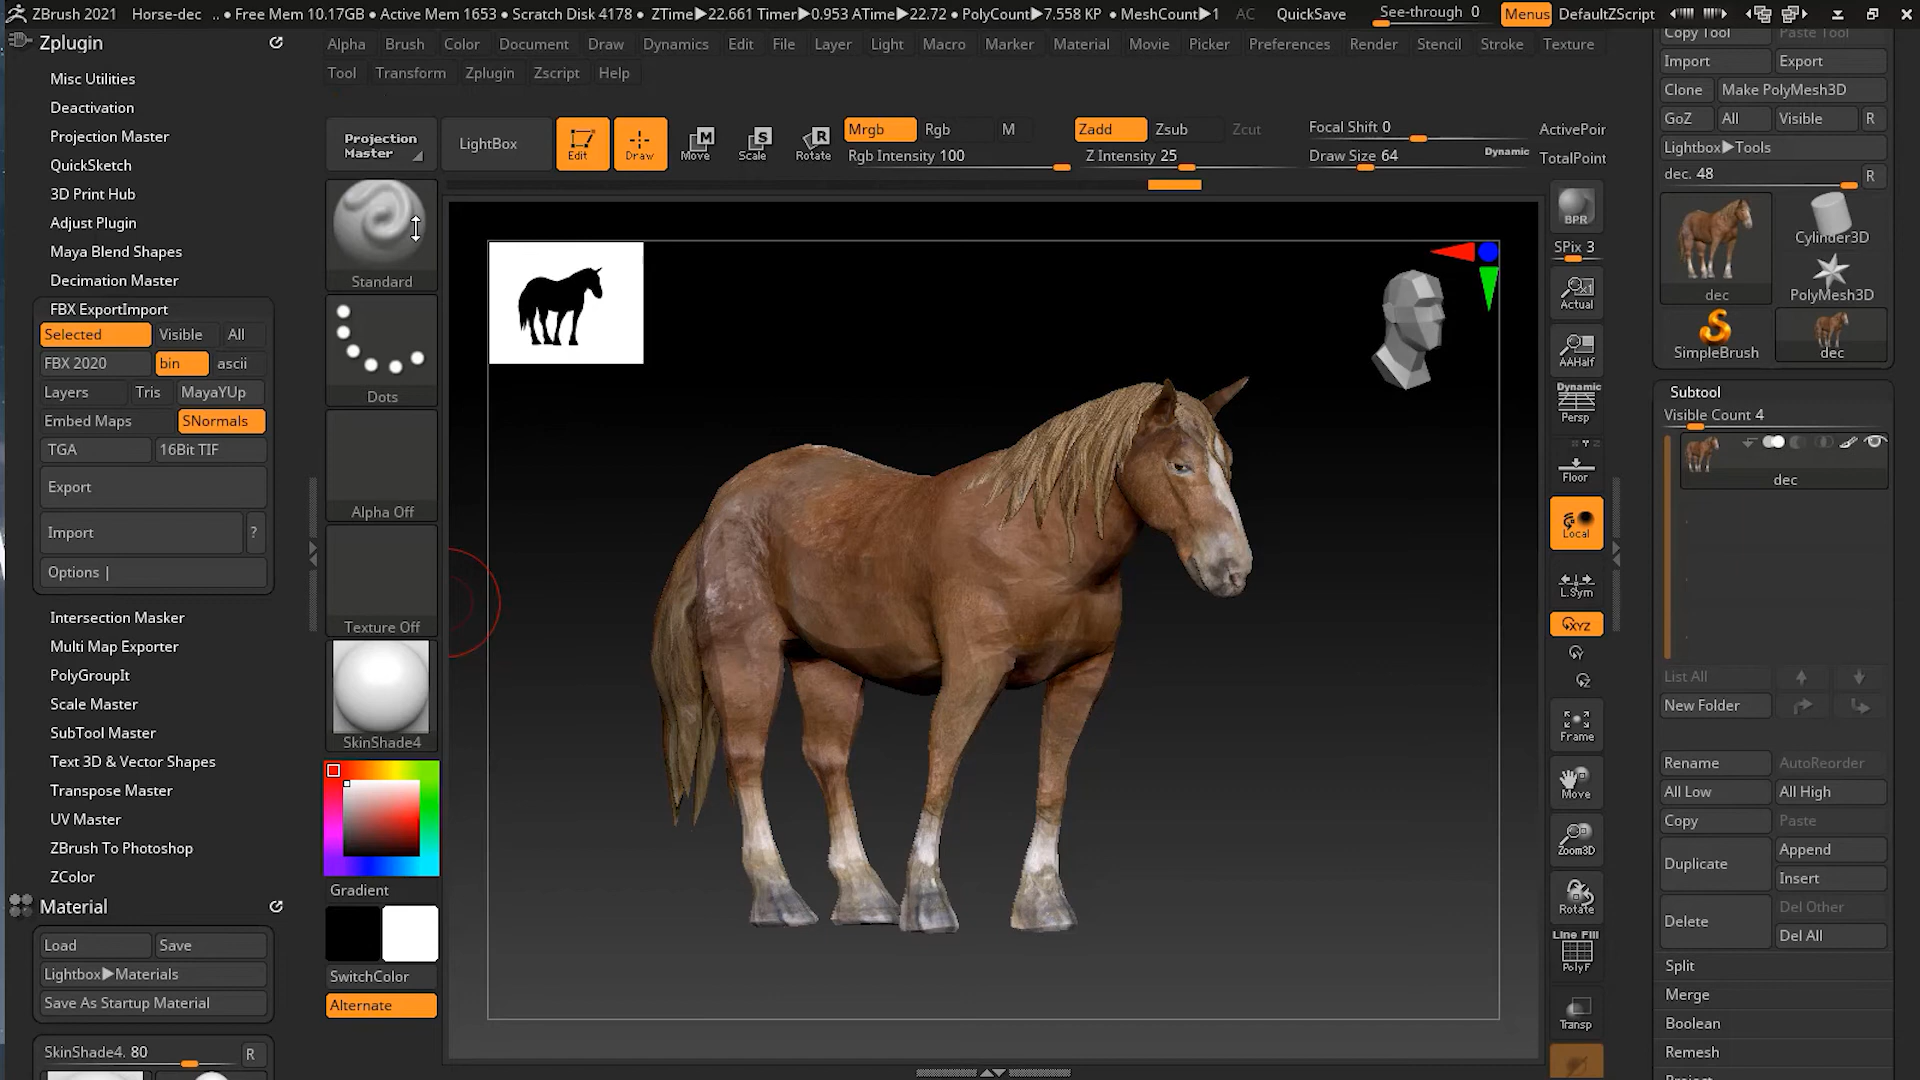 ZBrush 2021 Horse-dec .. ● Free Mem 10.17GB ● Active Mem 1653 ● Scratch Disk 4178 ● ZTime▶22.661 Timer▶0.953 ATime▶22.72 ● PolyCount▶7.558 KP ● MeshCount▶1 AC QuickSave See-through 0 Menus DefaultZScript
Zplugin
Alpha Brush Color Document Draw Dynamics Edit File Layer Light Macro Marker Material Movie Picker Preferences Render Stencil Stroke Texture
Tool Transform Zplugin Zscript Help
Misc Utilities
Deactivation
Projection Master
QuickSketch
3D Print Hub
Adjust Plugin
Maya Blend Shapes
Decimation Master
FBX ExportImport
Selected Visible All
FBX 2020 bin ascii
Layers Tris MayaYUp
Embed Maps SNormals
TGA 16Bit TIF
Export
Import ?
Options |
Intersection Masker
Multi Map Exporter
PolyGroupIt
Scale Master
SubTool Master
Text 3D & Vector Shapes
Transpose Master
UV Master
ZBrush To Photoshop
ZColor
Material
Load Save
Lightbox▶Materials
Save As Startup Material
SkinShade4. 80 R
Projection
Master
LightBox
Edit
Draw
Move
M
Scale
S
Rotate
R
Mrgb Rgb M
Rgb Intensity 100
Zadd Zsub Zcut
Z Intensity 25
Focal Shift 0
Draw Size 64 Dynamic
ActivePoi
TotalPoint
Standard
Dots
Alpha Off
Texture Off
SkinShade4
Gradient
SwitchColor
Alternate
BPR
SPix 3
Actual
AAHalf
Dynamic
Persp
Floor
Local
L.Sym
XYZ
Frame
Move
Zoom3D
Rotate
Line Fill
PolyF
Transp
Copy Tool Paste Tool
Import Export
Clone Make PolyMesh3D
GoZ All Visible R
Lightbox▶Tools
dec. 48 R
dec
Cylinder3D
PolyMesh3D
SimpleBrush
dec
Subtool
Visible Count 4
dec
List All
New Folder
Rename AutoReorder
All Low All High
Copy Paste
Duplicate Append
Insert
Delete Del Other
Del All
Split
Merge
Boolean
Remesh